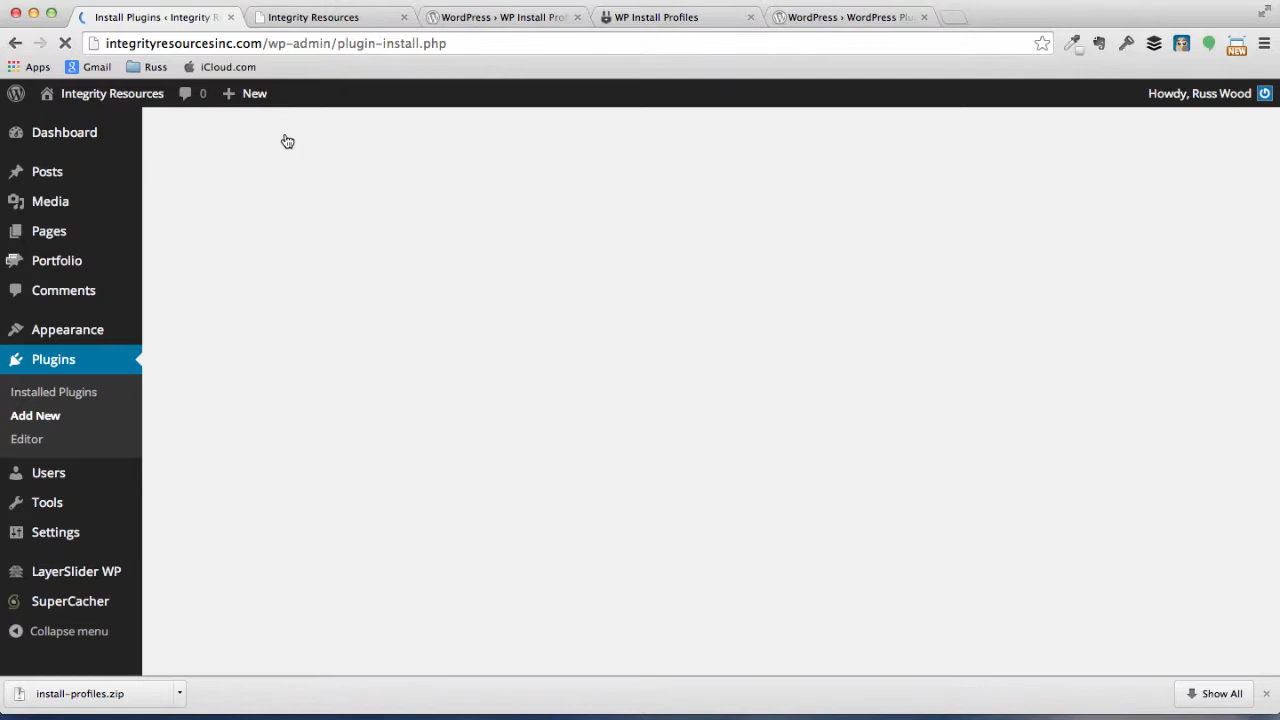 Install Plugins ‹ Integrity R
Integrity Resources
WordPress › WP Install Prof
WP Install Profiles
WordPress › WordPress Plu
integrityresourcesinc.com/wp-admin/plugin-install.php
NEW
Apps
Gmail
Russ
iCloud.com
Integrity Resources
0
New
Howdy, Russ Wood
Dashboard
Posts
Media
Pages
Portfolio
Comments
Appearance
Plugins
Installed Plugins
Add New
Editor
Users
Tools
Settings
LayerSlider WP
SuperCacher
Collapse menu
install-profiles.zip
Show All